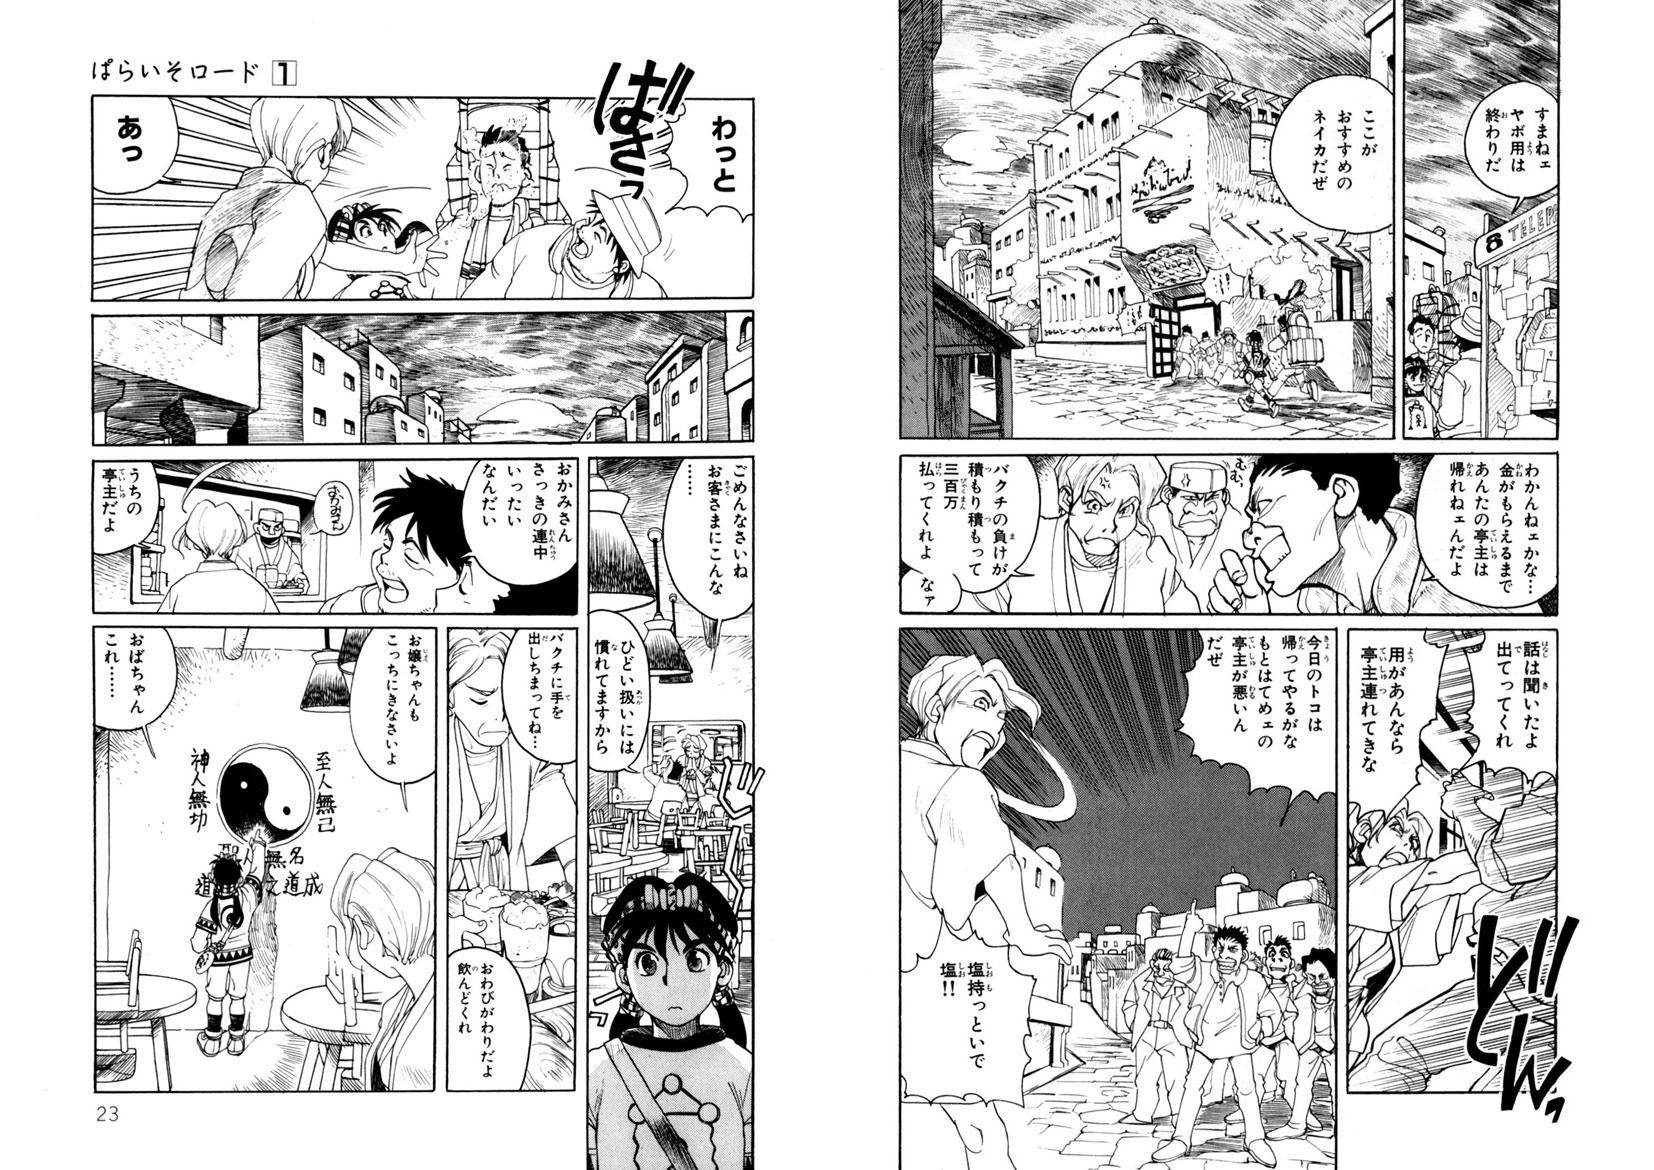 すまねェ
ヤボ用は
終わりだ
8 TELEPH
ここが
おすすめの
ネイカだぜ
わかんねェかな…
金がもらえるまで
あんたの亭主は
帰れねェんだよ
むむ
バクチの負けが
積もり積もって
三百万
払ってくれよ
なァ
話は聞いたよ
出てってくれ
用があんなら
亭主連れてきな
ドンッ
今日のトコは
帰ってやるがな
もとはてめェの
亭主が悪いん
だぜ
塩持っといで
塩!!
ぱらいそロード 1
わっと
ばきっ
あっ
ごめんなさいね
お客さまにこんな
……
ひどい扱いには
慣れてますから
おかみさん
さっきの連中
いったい
なんだい
おかみさん
うちの
亭主だよ
バクチに手を
出しちまってね…
おわびがわりだよ
飲んどくれ
お嬢ちゃんも
こっちにきなさいよ
おばちゃん
これ……
至人無己
神人無功
無名
道
之道成
23